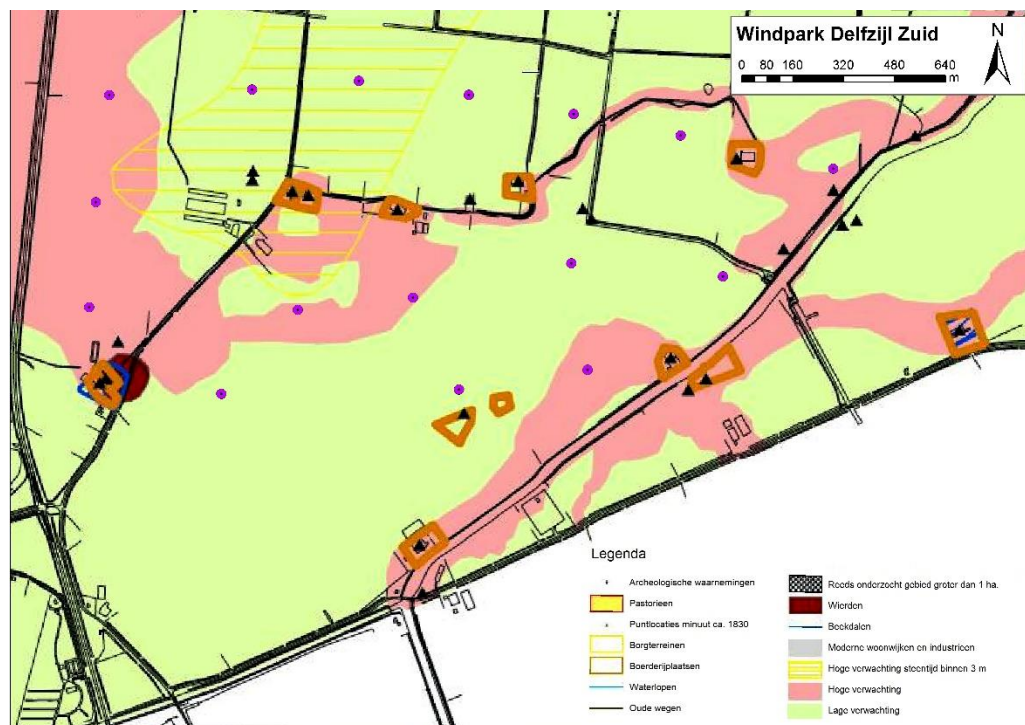 Windpark Delfzijl Zuid
N
0 80 160 320 480 640
m
Legenda
Archeologische waarnemingen
Pastorieen
Puntlocaties minuut ca. 1830
Borgterreinen
Boerderijplaatsen
Waterlopen
Oude wegen
Reeds onderzocht gebied groter dan 1 ha.
Wierden
Beekdalen
Moderne woonwijken en industrieen
Hoge verwachting steentijd binnen 3 m
Hoge verwachting
Lage verwachting